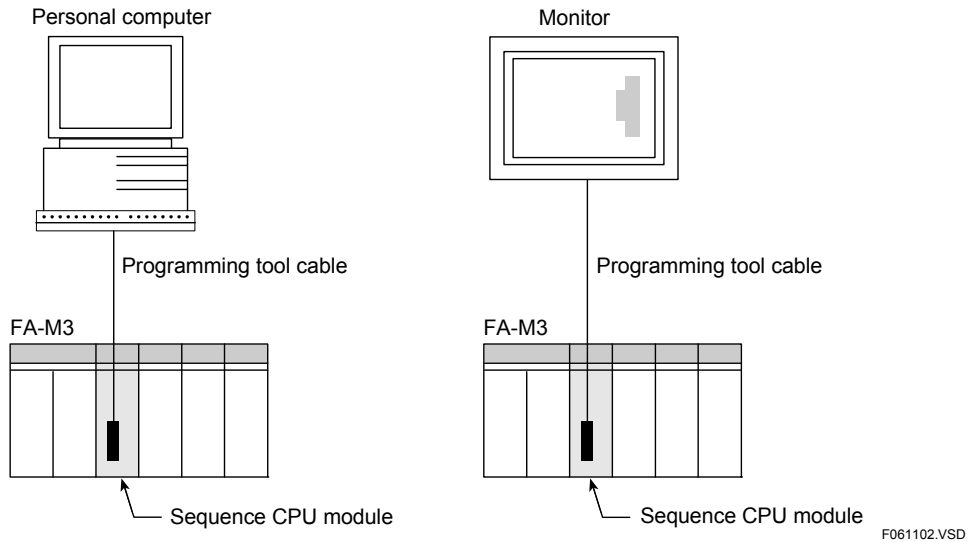 Personal computer
Monitor
Programming tool cable
Programming tool cable
FA-M3
FA-M3
Sequence CPU module
Sequence CPU module
F061102.VSD